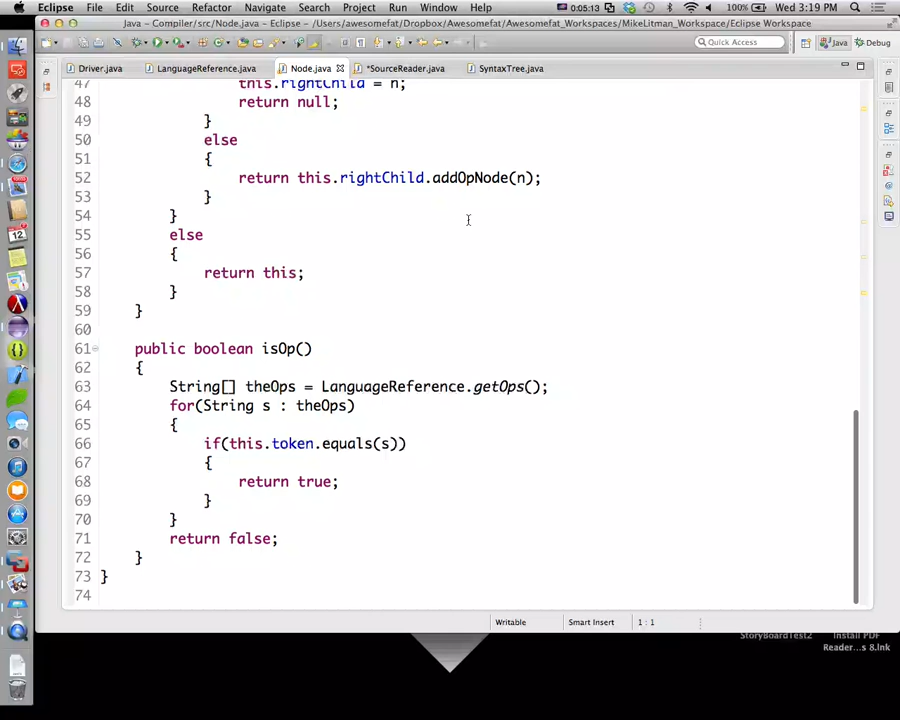 Eclipse File Edit Source Refactor Navigate Search Project Run Window Help 00:05:13 100% Wed 3:19 PM
Java – Compiler/src/Node.java – Eclipse – /Users/awesomefat/Dropbox/Awesomefat_Workspaces/MikeLitman_Workspace/Eclipse Workspace
Quick Access Java Debug
Driver.java LanguageReference.java Node.java *SourceReader.java SyntaxTree.java
47 this.rightChild = n;
48 return null;
49 }
50 else
51 {
52 return this.rightChild.addOpNode(n);
53 }
54 }
55 else
56 {
57 return this;
58 }
59 }
60
61 public boolean isOp()
62 {
63 String[] theOps = LanguageReference.getOps();
64 for(String s : theOps)
65 {
66 if(this.token.equals(s))
67 {
68 return true;
69 }
70 }
71 return false;
72 }
73 }
74
Writable Smart Insert 1 : 1
StoryBoardTest2 Install PDF
Reader...s 8.lnk